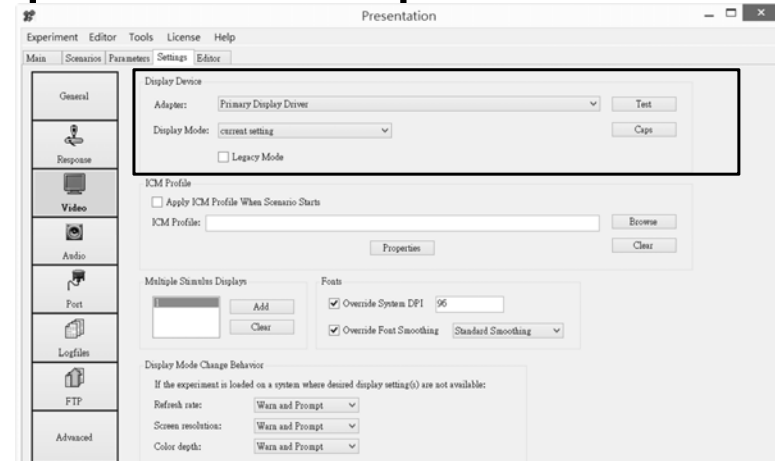 Presentation
Experiment Editor Tools License Help
Main Scenarios Parameters Settings Editor
General
Response
Video
Audio
Port
Logfiles
FTP
Advanced
Display Device
Adapter: Primary Display Driver Test
Display Mode: current setting Caps
Legacy Mode
ICM Profile
Apply ICM Profile When Scenario Starts
ICM Profile: Browse
Properties Clear
Multiple Stimulus Displays
1 Add
Clear
Fonts
Override System DPI 96
Override Font Smoothing Standard Smoothing
Display Mode Change Behavior
If the experiment is loaded on a system where desired display setting(s) are not available:
Refresh rate: Warn and Prompt
Screen resolution: Warn and Prompt
Color depth: Warn and Prompt